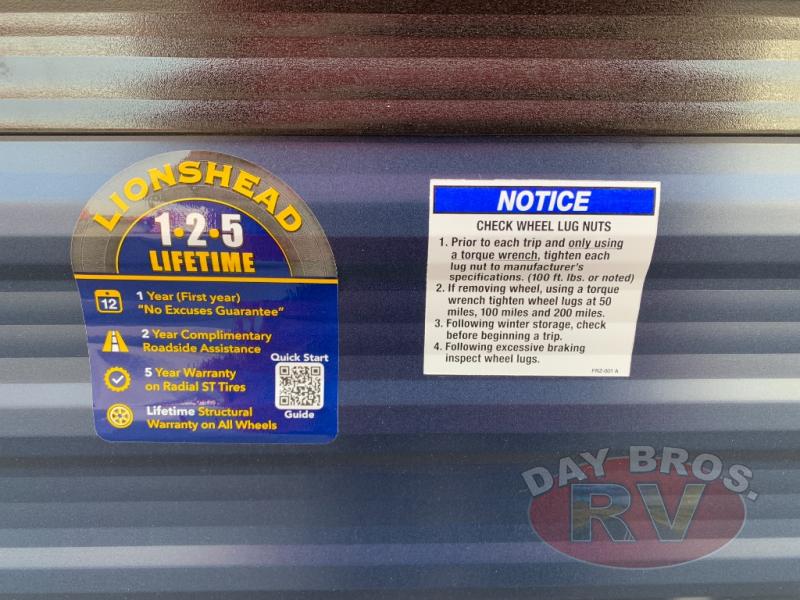 LIONSHEAD
1·2·5
LIFETIME
12
1 Year (First year)
"No Excuses Guarantee"
2 Year Complimentary
Roadside Assistance
5 Year Warranty
on Radial ST Tires
Lifetime Structural
Warranty on All Wheels
Quick Start
Guide
NOTICE
CHECK WHEEL LUG NUTS
1. Prior to each trip and only using
a torque wrench, tighten each
lug nut to manufacturer's
specifications. (100 ft. lbs. or noted)
2. If removing wheel, using a torque
wrench tighten wheel lugs at 50
miles, 100 miles and 200 miles.
3. Following winter storage, check
before beginning a trip.
4. Following excessive braking
inspect wheel lugs.
FRZ-001 A
DAY BROS.
RV